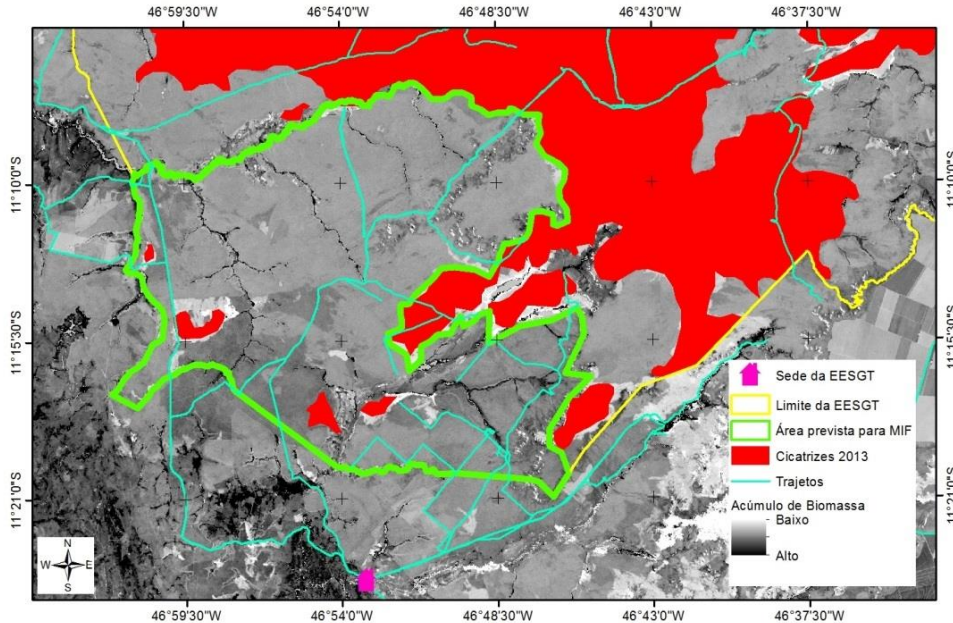 46°59'30"W 46°54'0"W 46°48'30"W 46°43'0"W 46°37'30"W
11°10'0"S 11°10'0"S
11°15'30"S 11°15'30"S
Sede da EESGT
Limite da EESGT
Área prevista para MIF
Cicatrizes 2013
Trajetos
Acúmulo de Biomassa
Baixo
Alto
11°21'0"S 11°21'0"S
N
W E
S
46°59'30"W 46°54'0"W 46°48'30"W 46°43'0"W 46°37'30"W